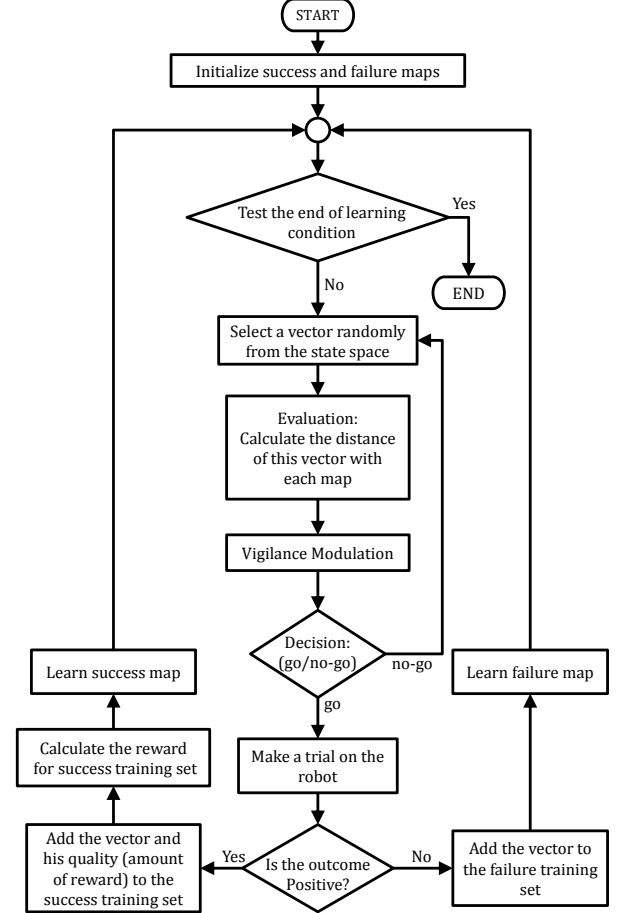 START
Initialize success and failure maps
Test the end of learning
condition
Yes
END
No
Select a vector randomly
from the state space
Evaluation:
Calculate the distance
of this vector with
each map
Vigilance Modulation
Decision:
(go/no-go)
no-go
go
Learn success map
Learn failure map
Calculate the reward
for success training set
Make a trial on the
robot
Add the vector and
his quality (amount
of reward) to the
success training set
Yes
Is the outcome
Positive?
No
Add the vector to
the failure training
set